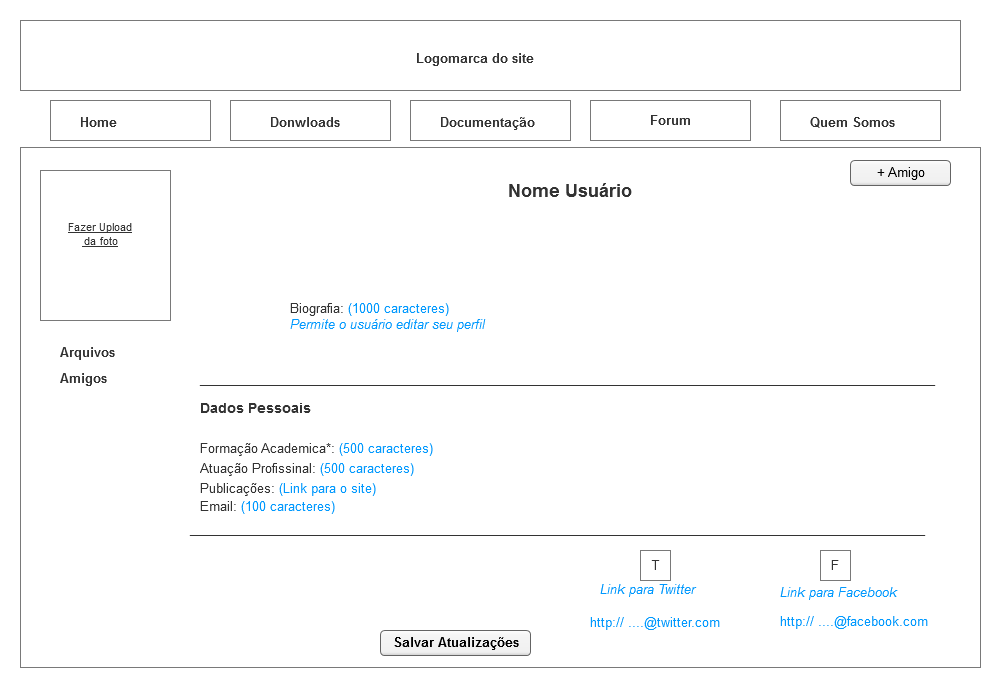 Logomarca do site
Home
Donwloads
Documentação
Forum
Quem Somos
+ Amigo
Nome Usuário
Fazer Upload
da foto
Biografia: (1000 caracteres)
Permite o usuário editar seu perfil
Arquivos
Amigos
Dados Pessoais
Formação Academica*: (500 caracteres)
Atuação Profissinal: (500 caracteres)
Publicações: (Link para o site)
Email: (100 caracteres)
T
F
Link para Twitter
Link para Facebook
http:// ....@twitter.com
http:// ....@facebook.com
Salvar Atualizações